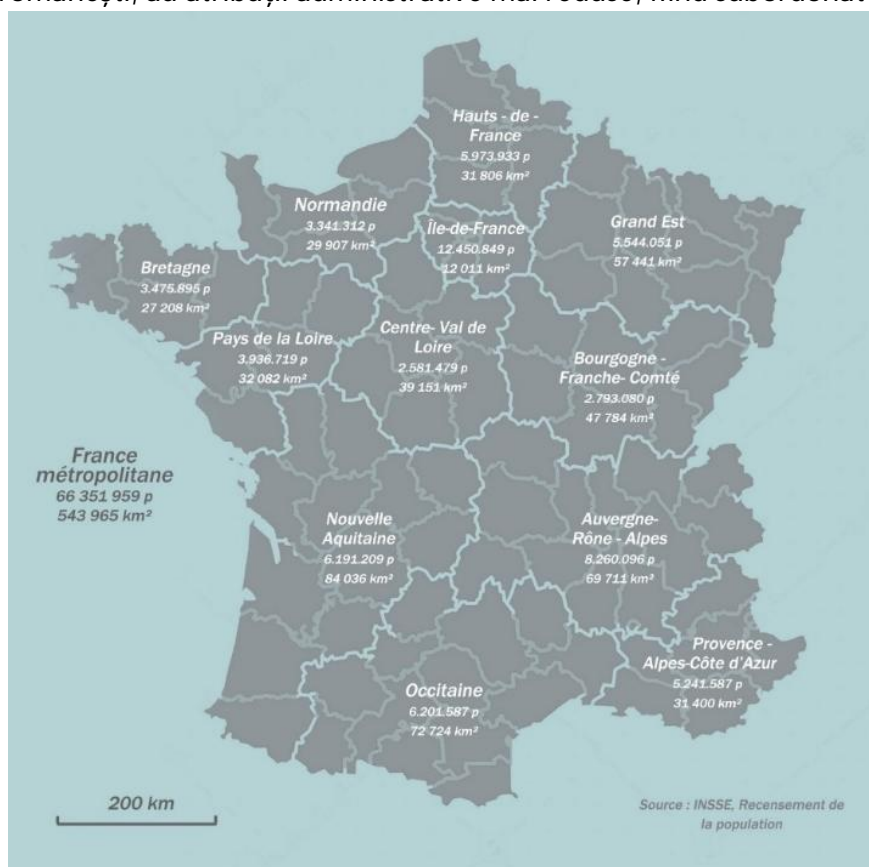 Hauts - de -
France
5.973.933 p
31 806 km²
Normandie
3.341.312 p
29 907 km²
Île-de-France
12.450.849 p
12 011 km²
Grand Est
5.544.051 p
57 441 km²
Bretagne
3.475.895 p
27 208 km²
Pays de la Loire
3.936.719 p
32 082 km²
Centre- Val de
Loire
2.581.479 p
39 151 km²
Bourgogne -
Franche- Comté
2.793.080 p
47 784 km²
France
métropolitane
66 351 959 p
543 965 km²
Nouvelle
Aquitaine
6.191.209 p
84 036 km²
Auvergne-
Rône - Alpes
8.260.096 p
69 711 km²
Provence -
Alpes-Côte d'Azur
5.241.587 p
31 400 km²
Occitaine
6.201.587 p
72 724 km²
200 km
Source : INSSE, Recensement de
la population